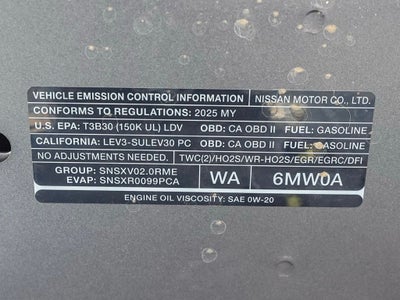 VEHICLE EMISSION CONTROL INFORMATION NISSAN MOTOR CO., LTD.
CONFORMS TO REGULATIONS: 2025 MY
U.S. EPA: T3B30 (150K UL) LDV OBD: CA OBD II FUEL: GASOLINE
CALIFORNIA: LEV3-SULEV30 PC OBD: CA OBD II FUEL: GASOLINE
NO ADJUSTMENTS NEEDED TWC(2)/HO2S/WR-HO2S/EGR/EGRC/DFI
GROUP: SNSXV02.0RME
EVAP: SNSXR0099PCA
WA
6MW0A
ENGINE OIL VISCOSITY: SAE 0W-20